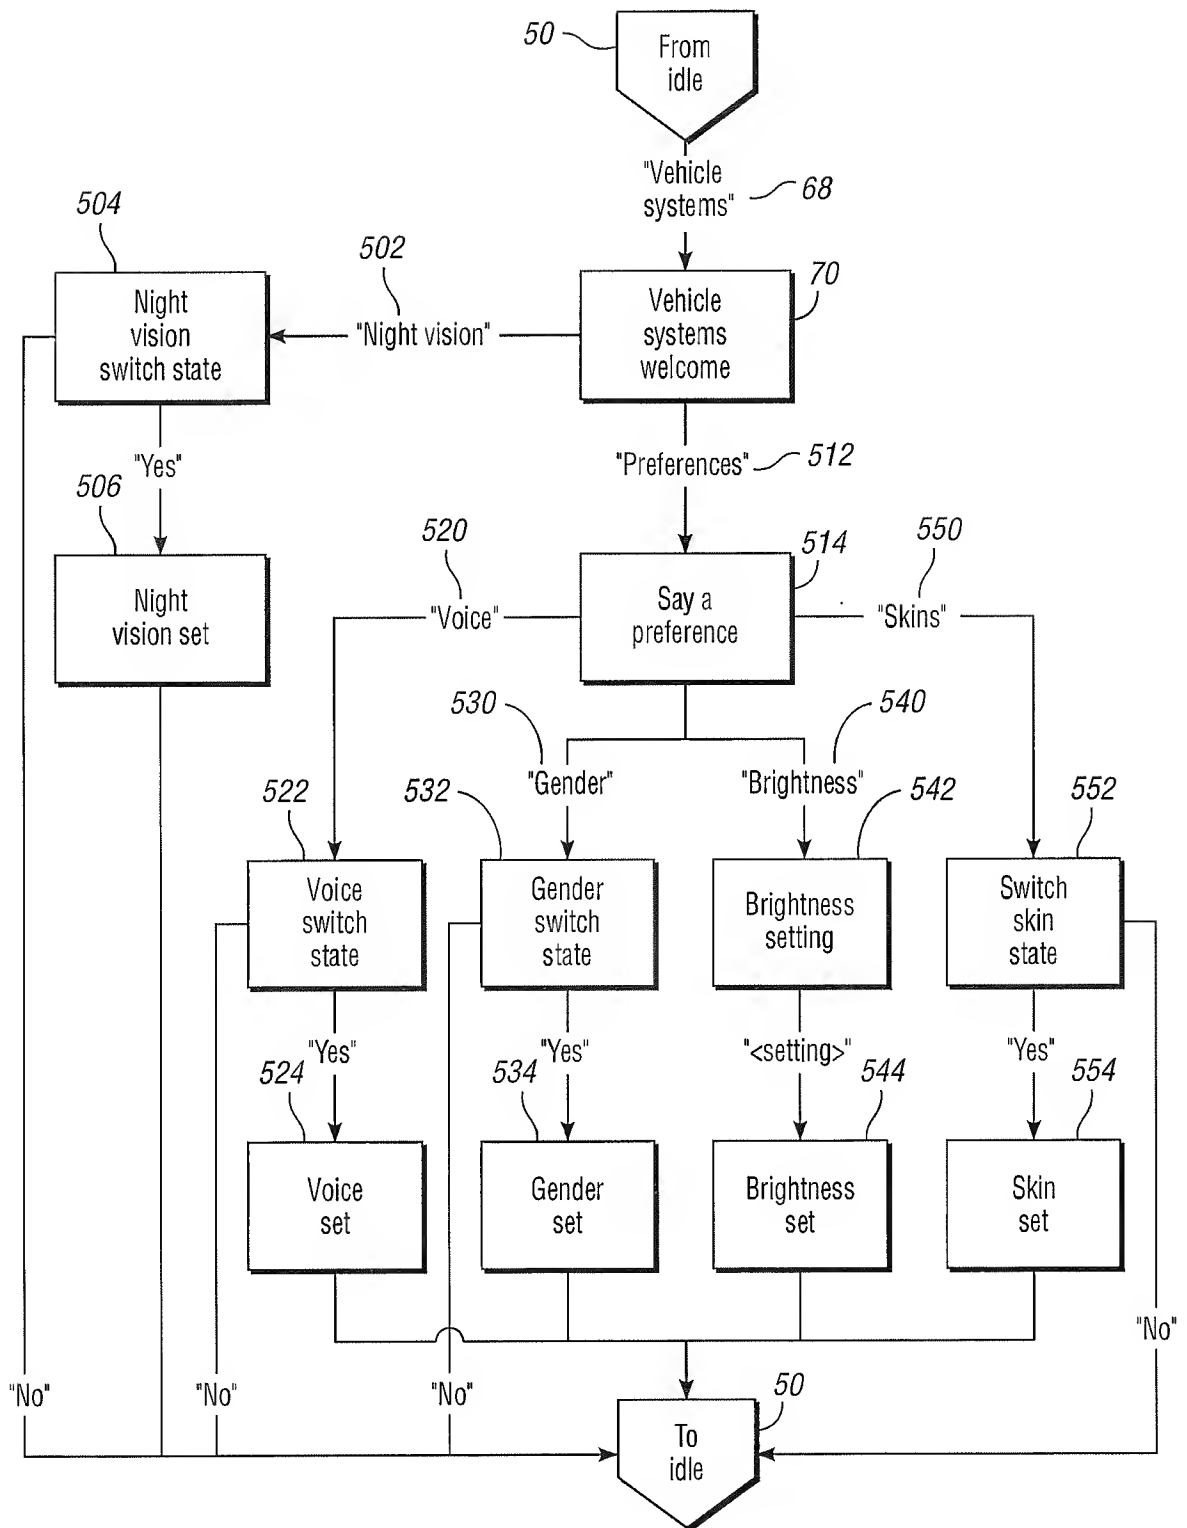 50
From
idle
"Vehicle
systems"
68
504
502
70
Night
vision
switch state
"Night vision"
Vehicle
systems
welcome
"Yes"
"Preferences"
512
506
520
514
550
Night
vision set
"Voice"
Say a
preference
"Skins"
530
540
"Gender"
"Brightness"
522
532
542
552
Voice
switch
state
Gender
switch
state
Brightness
setting
Switch
skin
state
"Yes"
"Yes"
"<setting>"
"Yes"
524
534
544
554
Voice
set
Gender
set
Brightness
set
Skin
set
"No"
"No"
"No"
"No"
50
To
idle